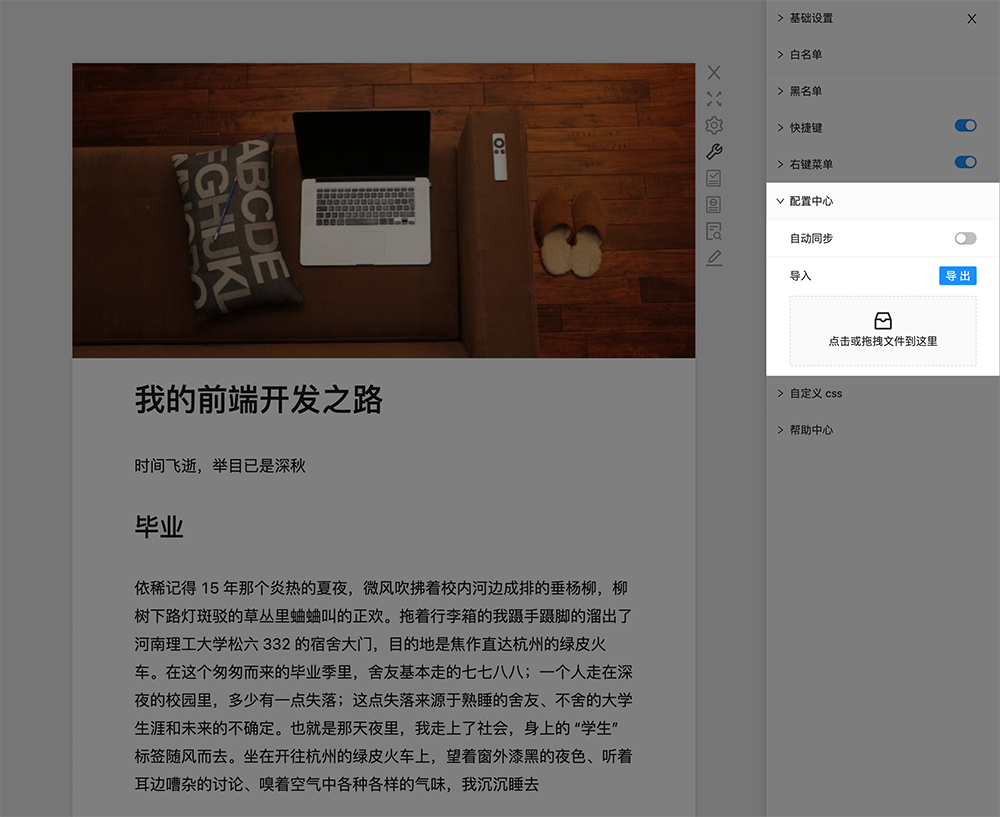 ABCDE
FGHIJKL
我的前端开发之路
时间飞逝，举目已是深秋
毕业
依稀记得 15 年那个炎热的夏夜，微风吹拂着校内河边成排的垂杨柳，柳
树下路灯斑驳的草丛里蛐蛐叫的正欢。拖着行李箱的我蹑手蹑脚的溜出了
河南理工大学松六 332 的宿舍大门，目的地是焦作直达杭州的绿皮火
车。在这个匆匆而来的毕业季里，舍友基本走的七七八八；一个人走在深
夜的校园里，多少有一点失落；这点失落来源于熟睡的舍友、不舍的大学
生涯和未来的不确定。也就是那天夜里，我走上了社会，身上的 “学生”
标签随风而去。坐在开往杭州的绿皮火车上，望着窗外漆黑的夜色、听着
耳边嘈杂的讨论、嗅着空气中各种各样的气味，我沉沉睡去
基础设置
白名单
黑名单
快捷键
右键菜单
配置中心
自动同步
导入
导 出
点击或拖拽文件到这里
自定义 css
帮助中心